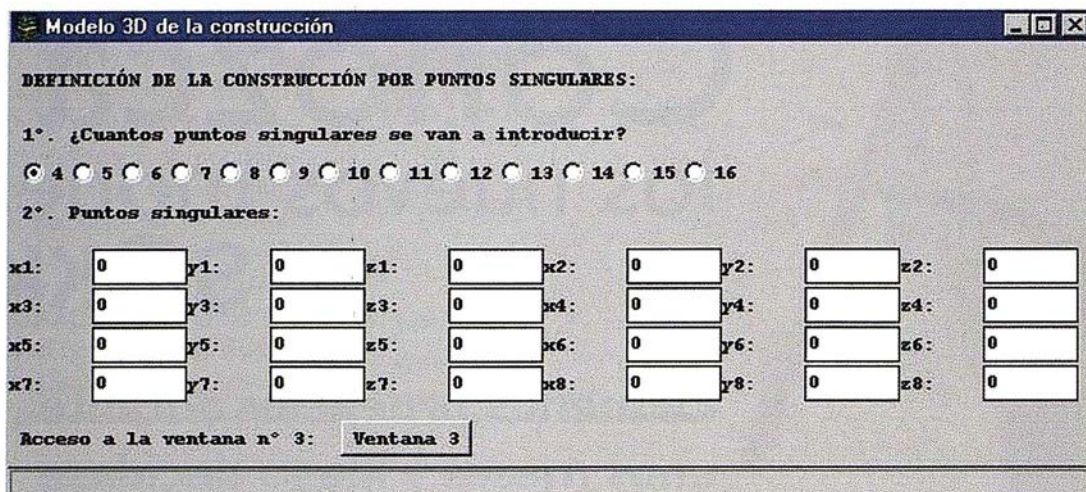 Modelo 3D de la construcción
DEFINICIÓN DE LA CONSTRUCCIÓN POR PUNTOS SINGULARES:
1°. ¿Cuantos puntos singulares se van a introducir?
4 5 6 7 8 9 10 11 12 13 14 15 16
2°. Puntos singulares:
x1: 0 y1: 0 z1: 0 x2: 0 y2: 0 z2: 0
x3: 0 y3: 0 z3: 0 x4: 0 y4: 0 z4: 0
x5: 0 y5: 0 z5: 0 x6: 0 y6: 0 z6: 0
x7: 0 y7: 0 z7: 0 x8: 0 y8: 0 z8: 0
Acceso a la ventana n° 3: Ventana 3